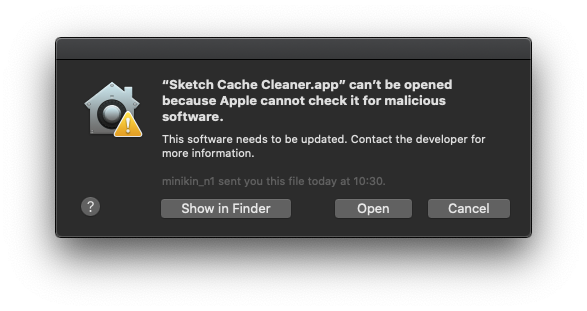 “Sketch Cache Cleaner.app” can’t be opened
because Apple cannot check it for malicious
software.
This software needs to be updated. Contact the developer for
more information.
minikin_n1 sent you this file today at 10:30.
?
Show in Finder
Open
Cancel